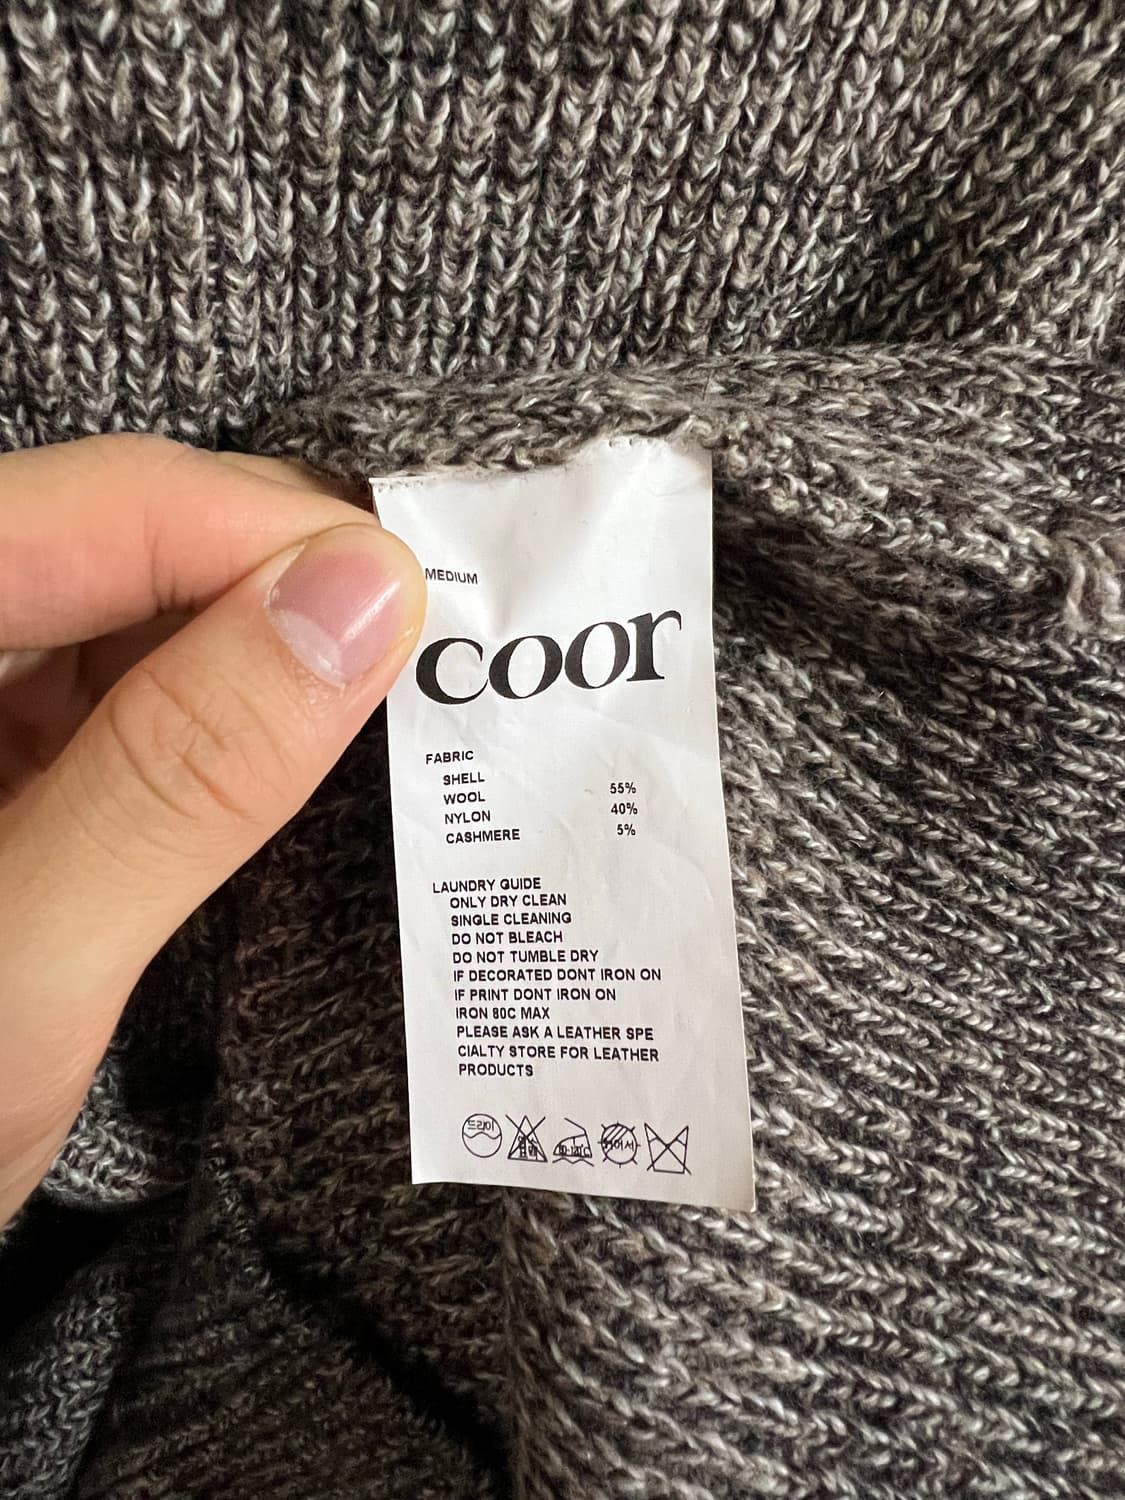 MEDIUM
coor
FABRIC
SHELL
WOOL 55%
NYLON 40%
CASHMERE 5%
LAUNDRY GUIDE
ONLY DRY CLEAN
SINGLE CLEANING
DO NOT BLEACH
DO NOT TUMBLE DRY
IF DECORATED DONT IRON ON
IF PRINT DONT IRON ON
IRON 80C MAX
PLEASE ASK A LEATHER SPE
CIALTY STORE FOR LEATHER
PRODUCTS
드라이